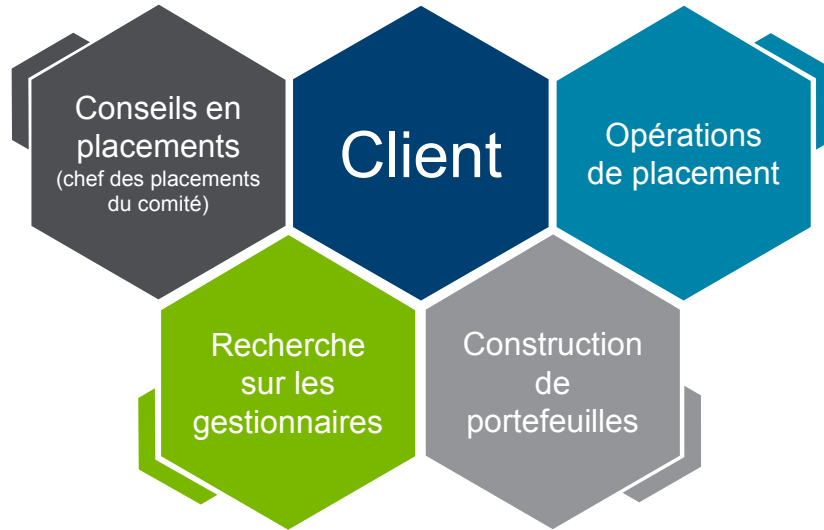 Conseils en
placements
(chef des placements
du comité)
Client
Opérations
de placement
Recherche
sur les
gestionnaires
Construction
de
portefeuilles